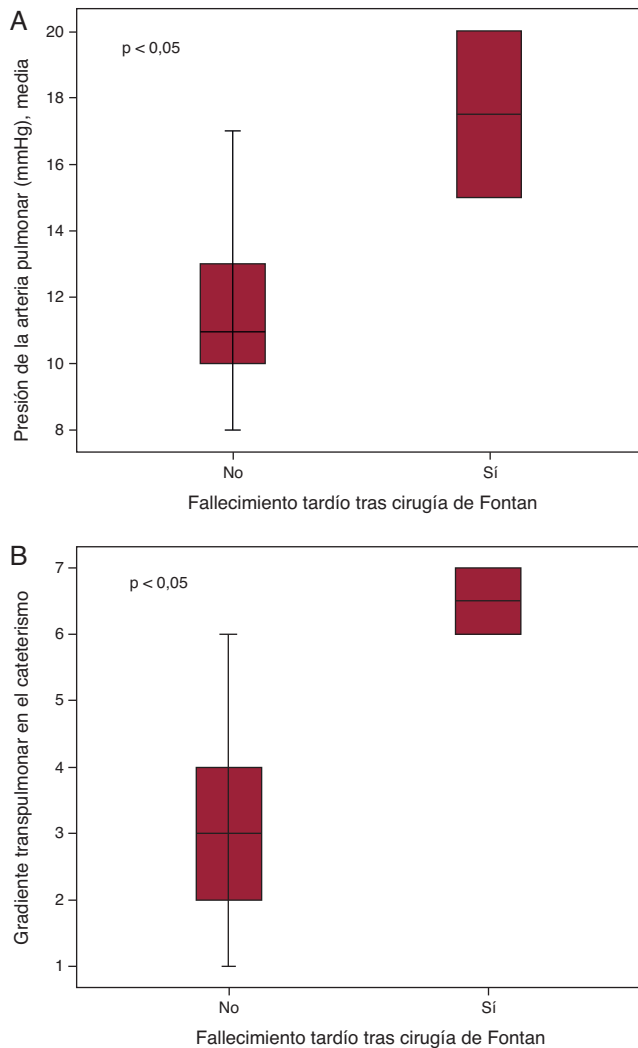 A
Presión de la arteria pulmonar (mmHg), media
20
18
16
14
12
10
8
p < 0,05
No
Sí
Fallecimiento tardío tras cirugía de Fontan
B
Gradiente transpulmonar en el cateterismo
7
6
5
4
3
2
1
p < 0,05
No
Sí
Fallecimiento tardío tras cirugía de Fontan